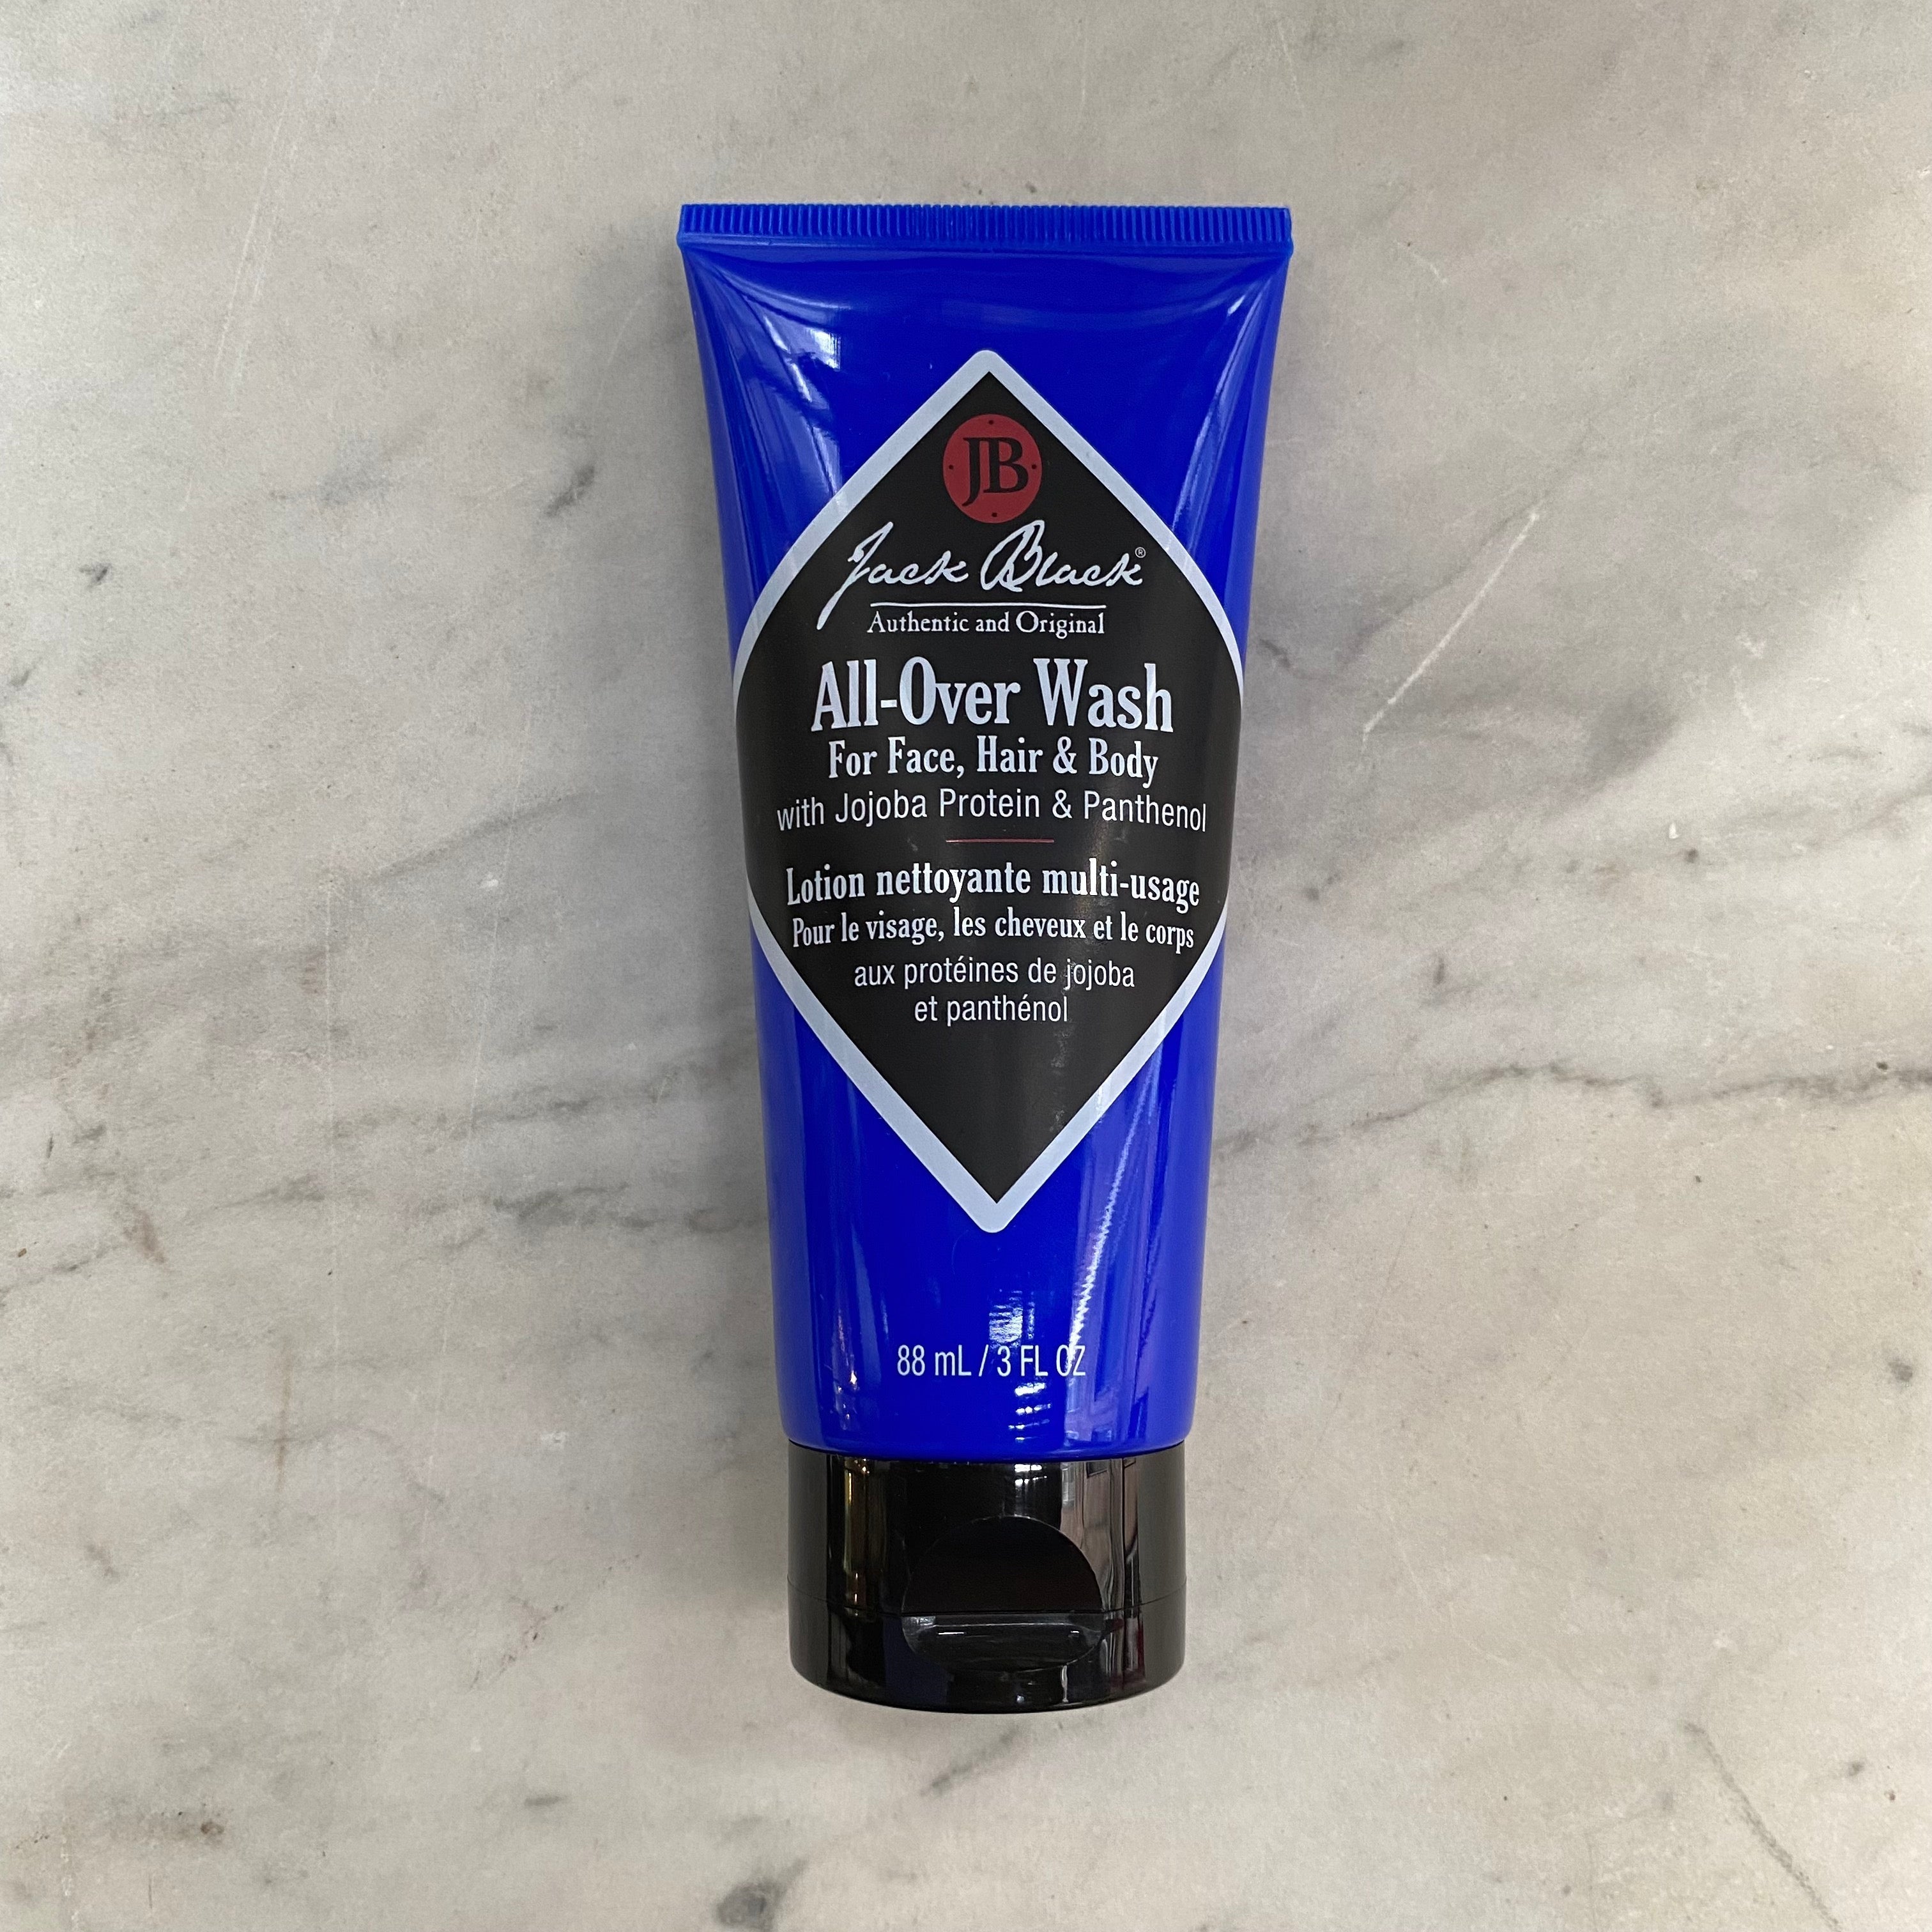 JB
Jack Black®
Authentic and Original
All-Over Wash
For Face, Hair & Body
with Jojoba Protein & Panthenol
Lotion nettoyante multi-usage
Pour le visage, les cheveux et le corps
aux protéines de jojoba
et panthénol
88 mL / 3 FL OZ